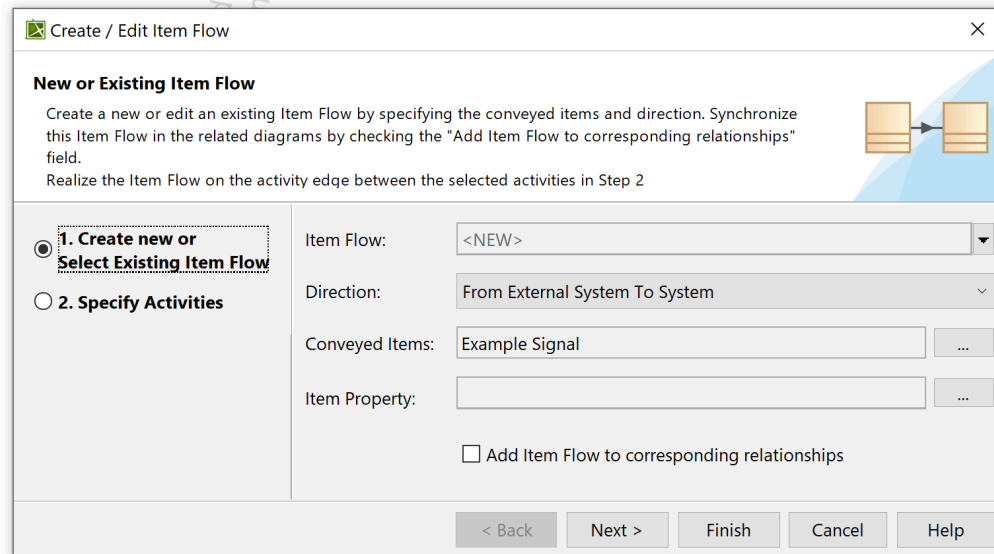 Create / Edit Item Flow
New or Existing Item Flow
Create a new or edit an existing Item Flow by specifying the conveyed items and direction. Synchronize
this Item Flow in the related diagrams by checking the "Add Item Flow to corresponding relationships"
field.
Realize the Item Flow on the activity edge between the selected activities in Step 2
1. Create new or
Select Existing Item Flow
2. Specify Activities
Item Flow: <NEW>
Direction: From External System To System
Conveyed Items: Example Signal ...
Item Property: ...
Add Item Flow to corresponding relationships
< Back Next > Finish Cancel Help